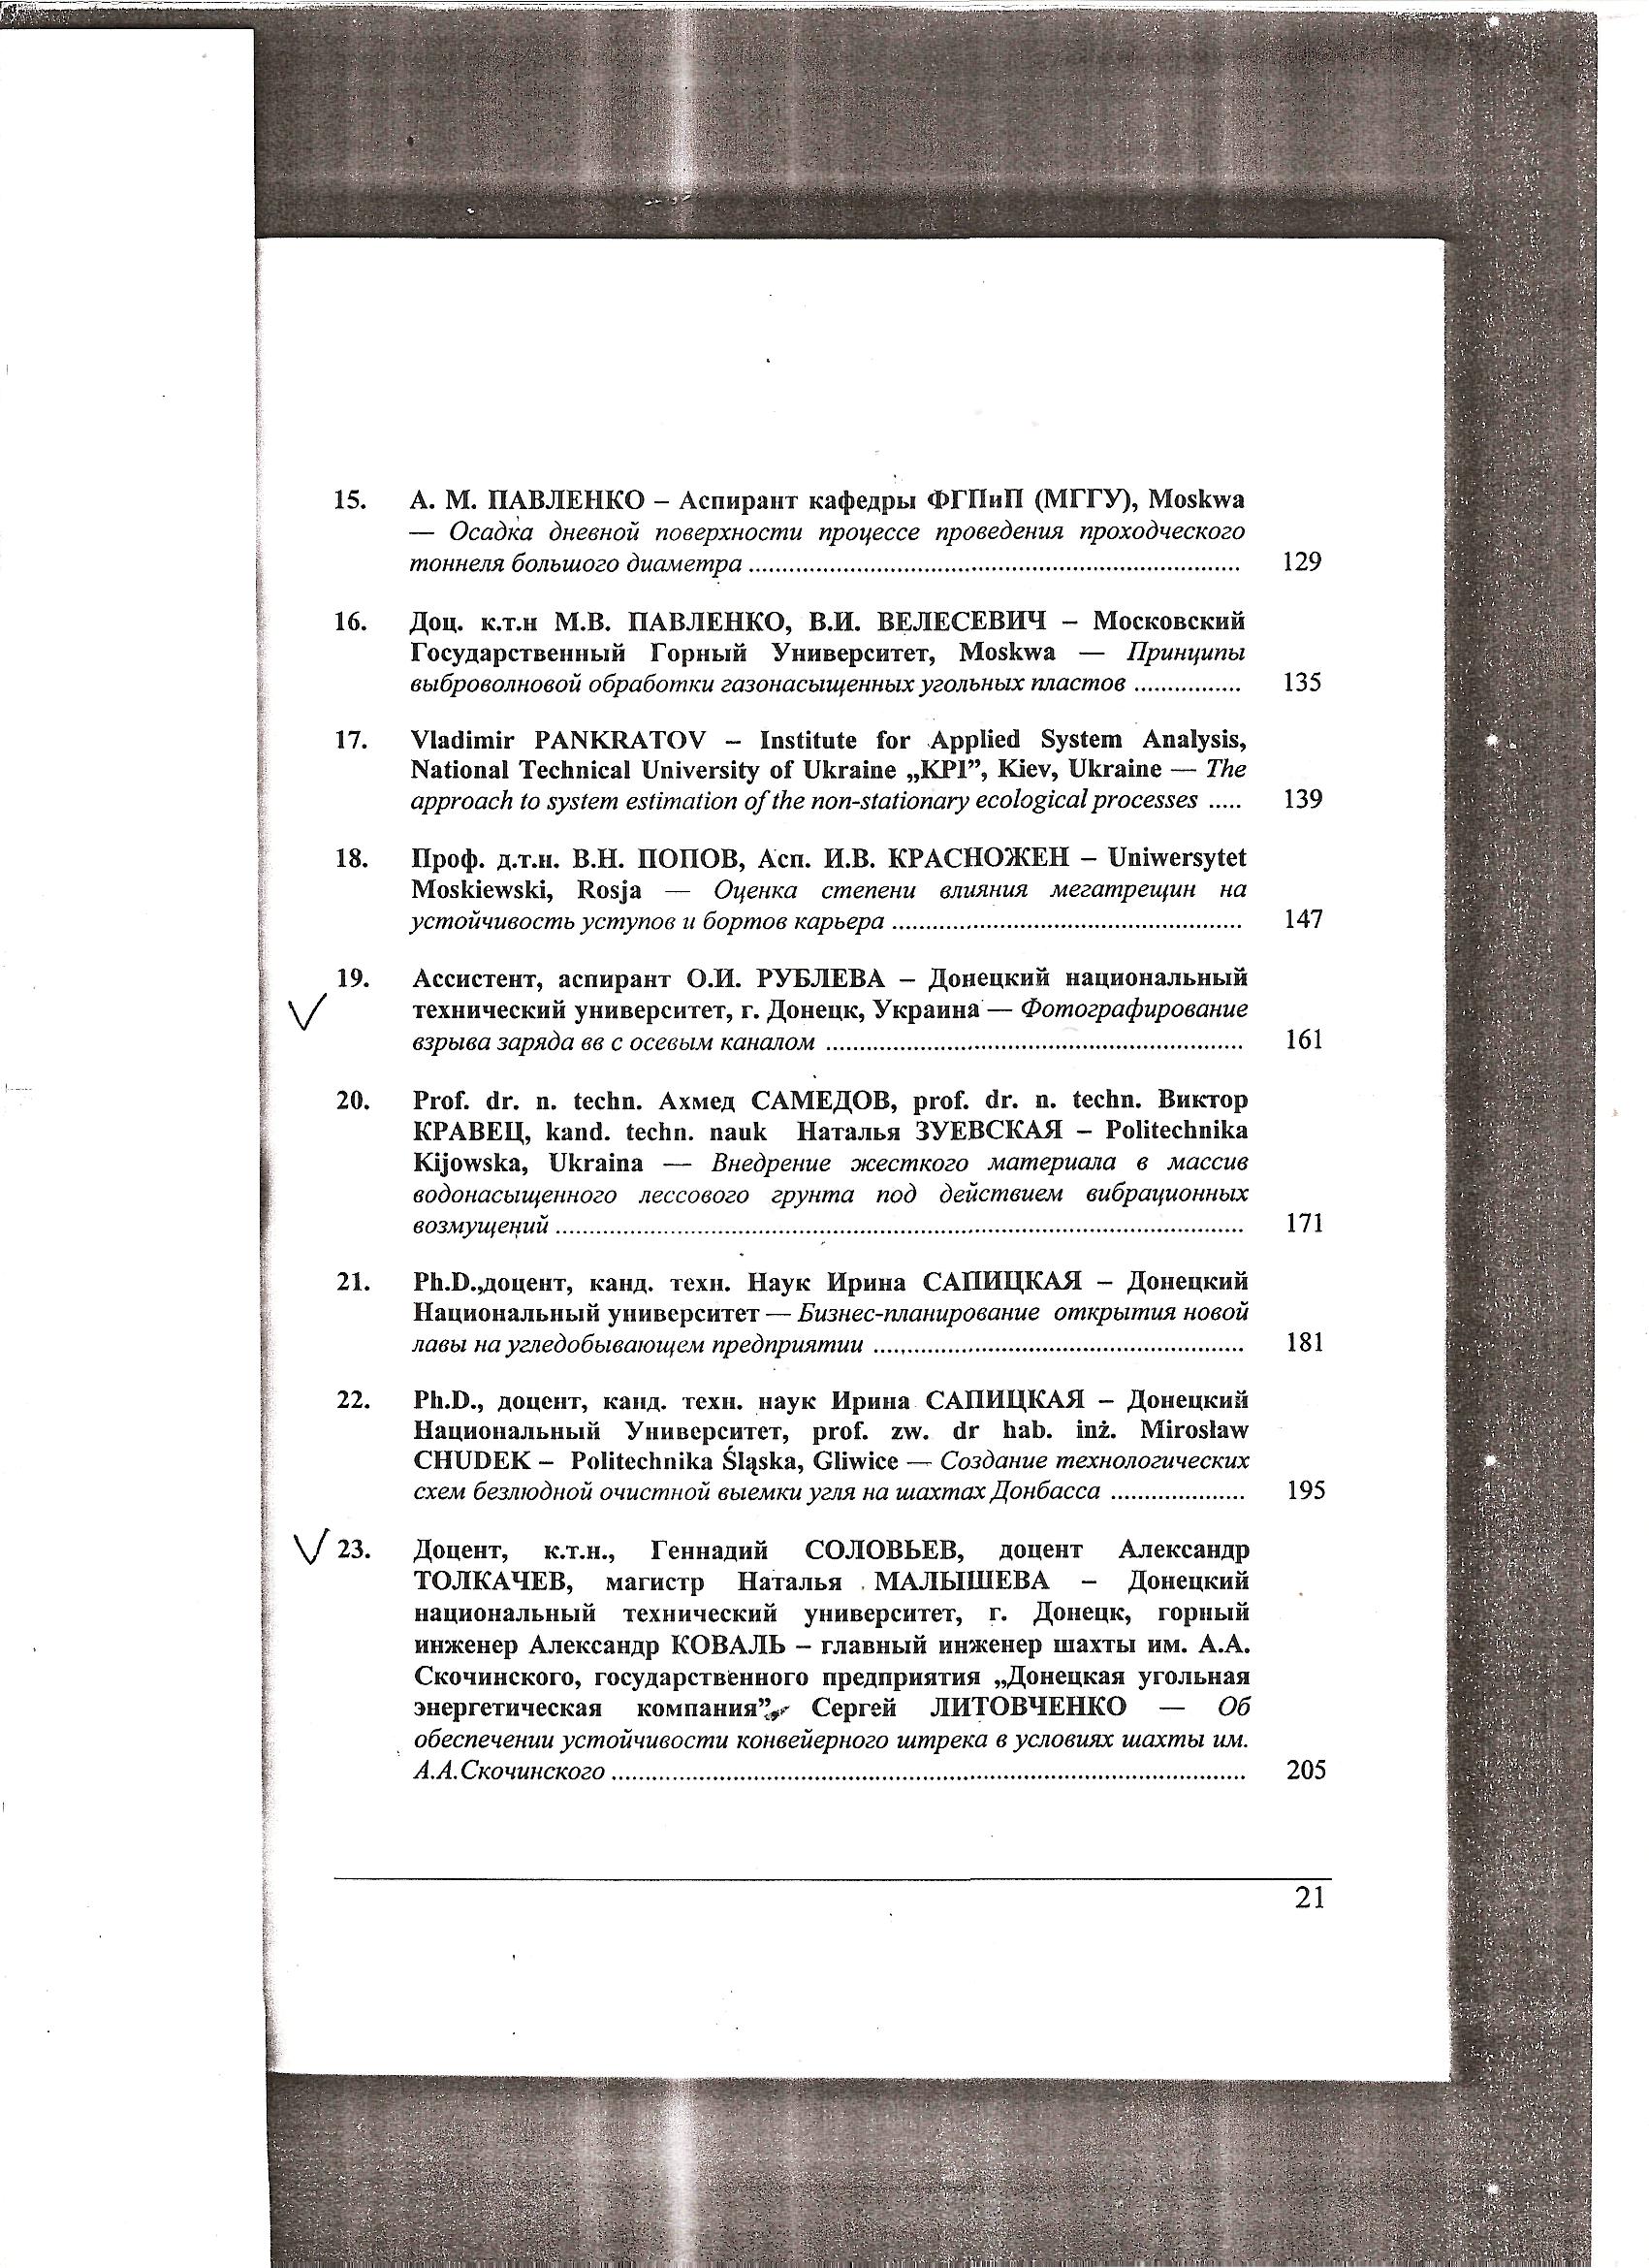 15. А. М. ПАВЛЕНКО – Аспирант кафедры ФГПиП (МГГУ), Moskwa
— Осадка дневной поверхности процессе проведения проходческого
тоннеля большого диаметра ........ 129
16. Доц. к.т.н М.В. ПАВЛЕНКО, В.И. ВЕЛЕСЕВИЧ – Московский
Государственный Горный Университет, Moskwa — Принципы
выброволновой обработки газонасыщенных угольных пластов ........ 135
17. Vladimir PANKRATOV – Institute for Applied System Analysis,
National Technical University of Ukraine „KPI”, Kiev, Ukraine — The
approach to system estimation of the non-stationary ecological processes ..... 139
18. Проф. д.т.н. В.Н. ПОПОВ, Асп. И.В. КРАСНОЖЕН – Uniwersytet
Moskiewski, Rosja — Оценка степени влияния мегатрещин на
устойчивость уступов и бортов карьера ........ 147
19. Ассистент, аспирант О.И. РУБЛЕВА – Донецкий национальный
технический университет, г. Донецк, Украина — Фотографирование
взрыва заряда вв с осевым каналом ........ 161
20. Prof. dr. n. techn. Ахмед САМЕДОВ, prof. dr. n. techn. Виктор
КРАВЕЦ, kand. techn. nauk Наталья ЗУЕВСКАЯ – Politechnika
Kijowska, Ukraina — Внедрение жесткого материала в массив
водонасыщенного лессового грунта под действием вибрационных
возмущений ........ 171
21. Ph.D.,доцент, канд. техн. Наук Ирина САПИЦКАЯ – Донецкий
Национальный университет — Бизнес-планирование открытия новой
лавы на угледобывающем предприятии ........ 181
22. Ph.D., доцент, канд. техн. наук Ирина САПИЦКАЯ – Донецкий
Национальный Университет, prof. zw. dr hab. inż. Mirosław
CHUDEK – Politechnika Śląska, Gliwice — Создание технологических
схем безлюдной очистной выемки угля на шахтах Донбасса ........ 195
23. Доцент, к.т.н., Геннадий СОЛОВЬЕВ, доцент Александр
ТОЛКАЧЕВ, магистр Наталья МАЛЫШЕВА – Донецкий
национальный технический университет, г. Донецк, горный
инженер Александр КОВАЛЬ – главный инженер шахты им. А.А.
Скочинского, государственного предприятия „Донецкая угольная
энергетическая компания”, Сергей ЛИТОВЧЕНКО — Об
обеспечении устойчивости конвейерного штрека в условиях шахты им.
А.А.Скочинского ........ 205
21